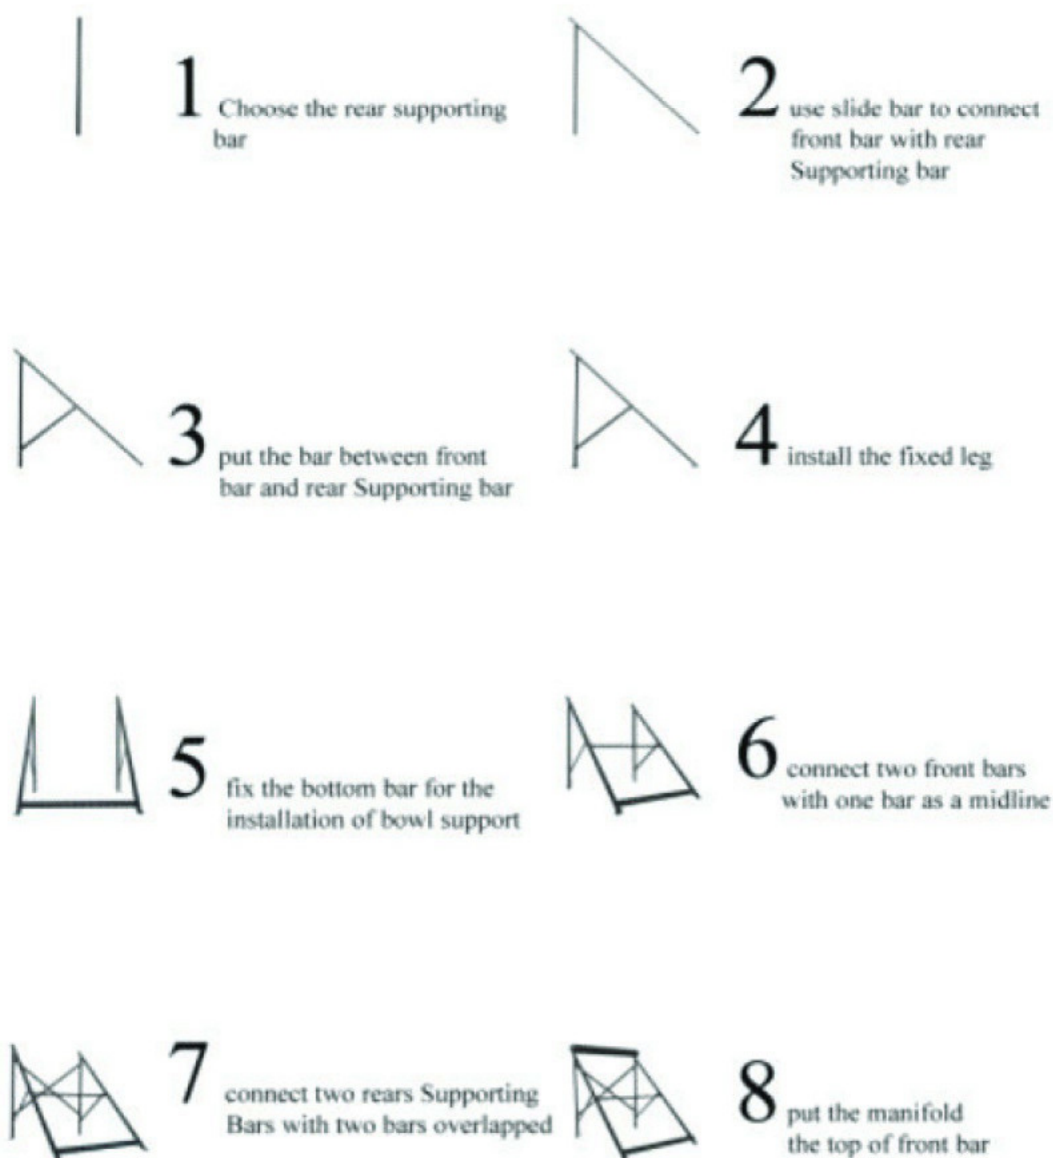 1 Choose the rear supporting
bar
2 use slide bar to connect
front bar with rear
Supporting bar
3 put the bar between front
bar and rear Supporting bar
4 install the fixed leg
5 fix the bottom bar for the
installation of bowl support
6 connect two front bars
with one bar as a midline
7 connect two rears Supporting
Bars with two bars overlapped
8 put the manifold
the top of front bar